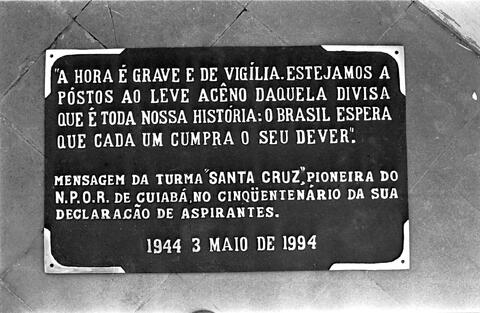 "A HORA É GRAVE E DE VIGÍLIA. ESTEJAMOS A
PÓSTOS AO LEVE ACÊNO DAQUELA DIVISA
QUE É TODA NOSSA HISTÓRIA: O BRASIL ESPERA
QUE CADA UM CUMPRA O SEU DEVER".
MENSAGEM DA TURMA "SANTA CRUZ", PIONEIRA DO
N.P.O.R. DE CUIABÁ, NO CINQÜENTENÁRIO DA SUA
DECLARAÇÃO DE ASPIRANTES.
1944 3 MAIO DE 1994